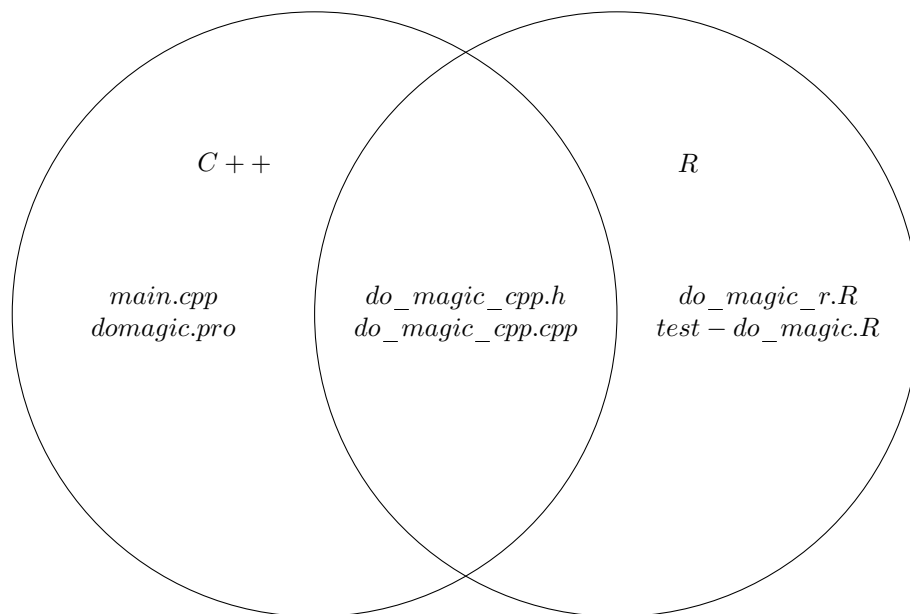 C + +
R
main.cpp
domagic.pro
do_magic_cpp.h
do_magic_cpp.cpp
do_magic_r.R
test - do_magic.R